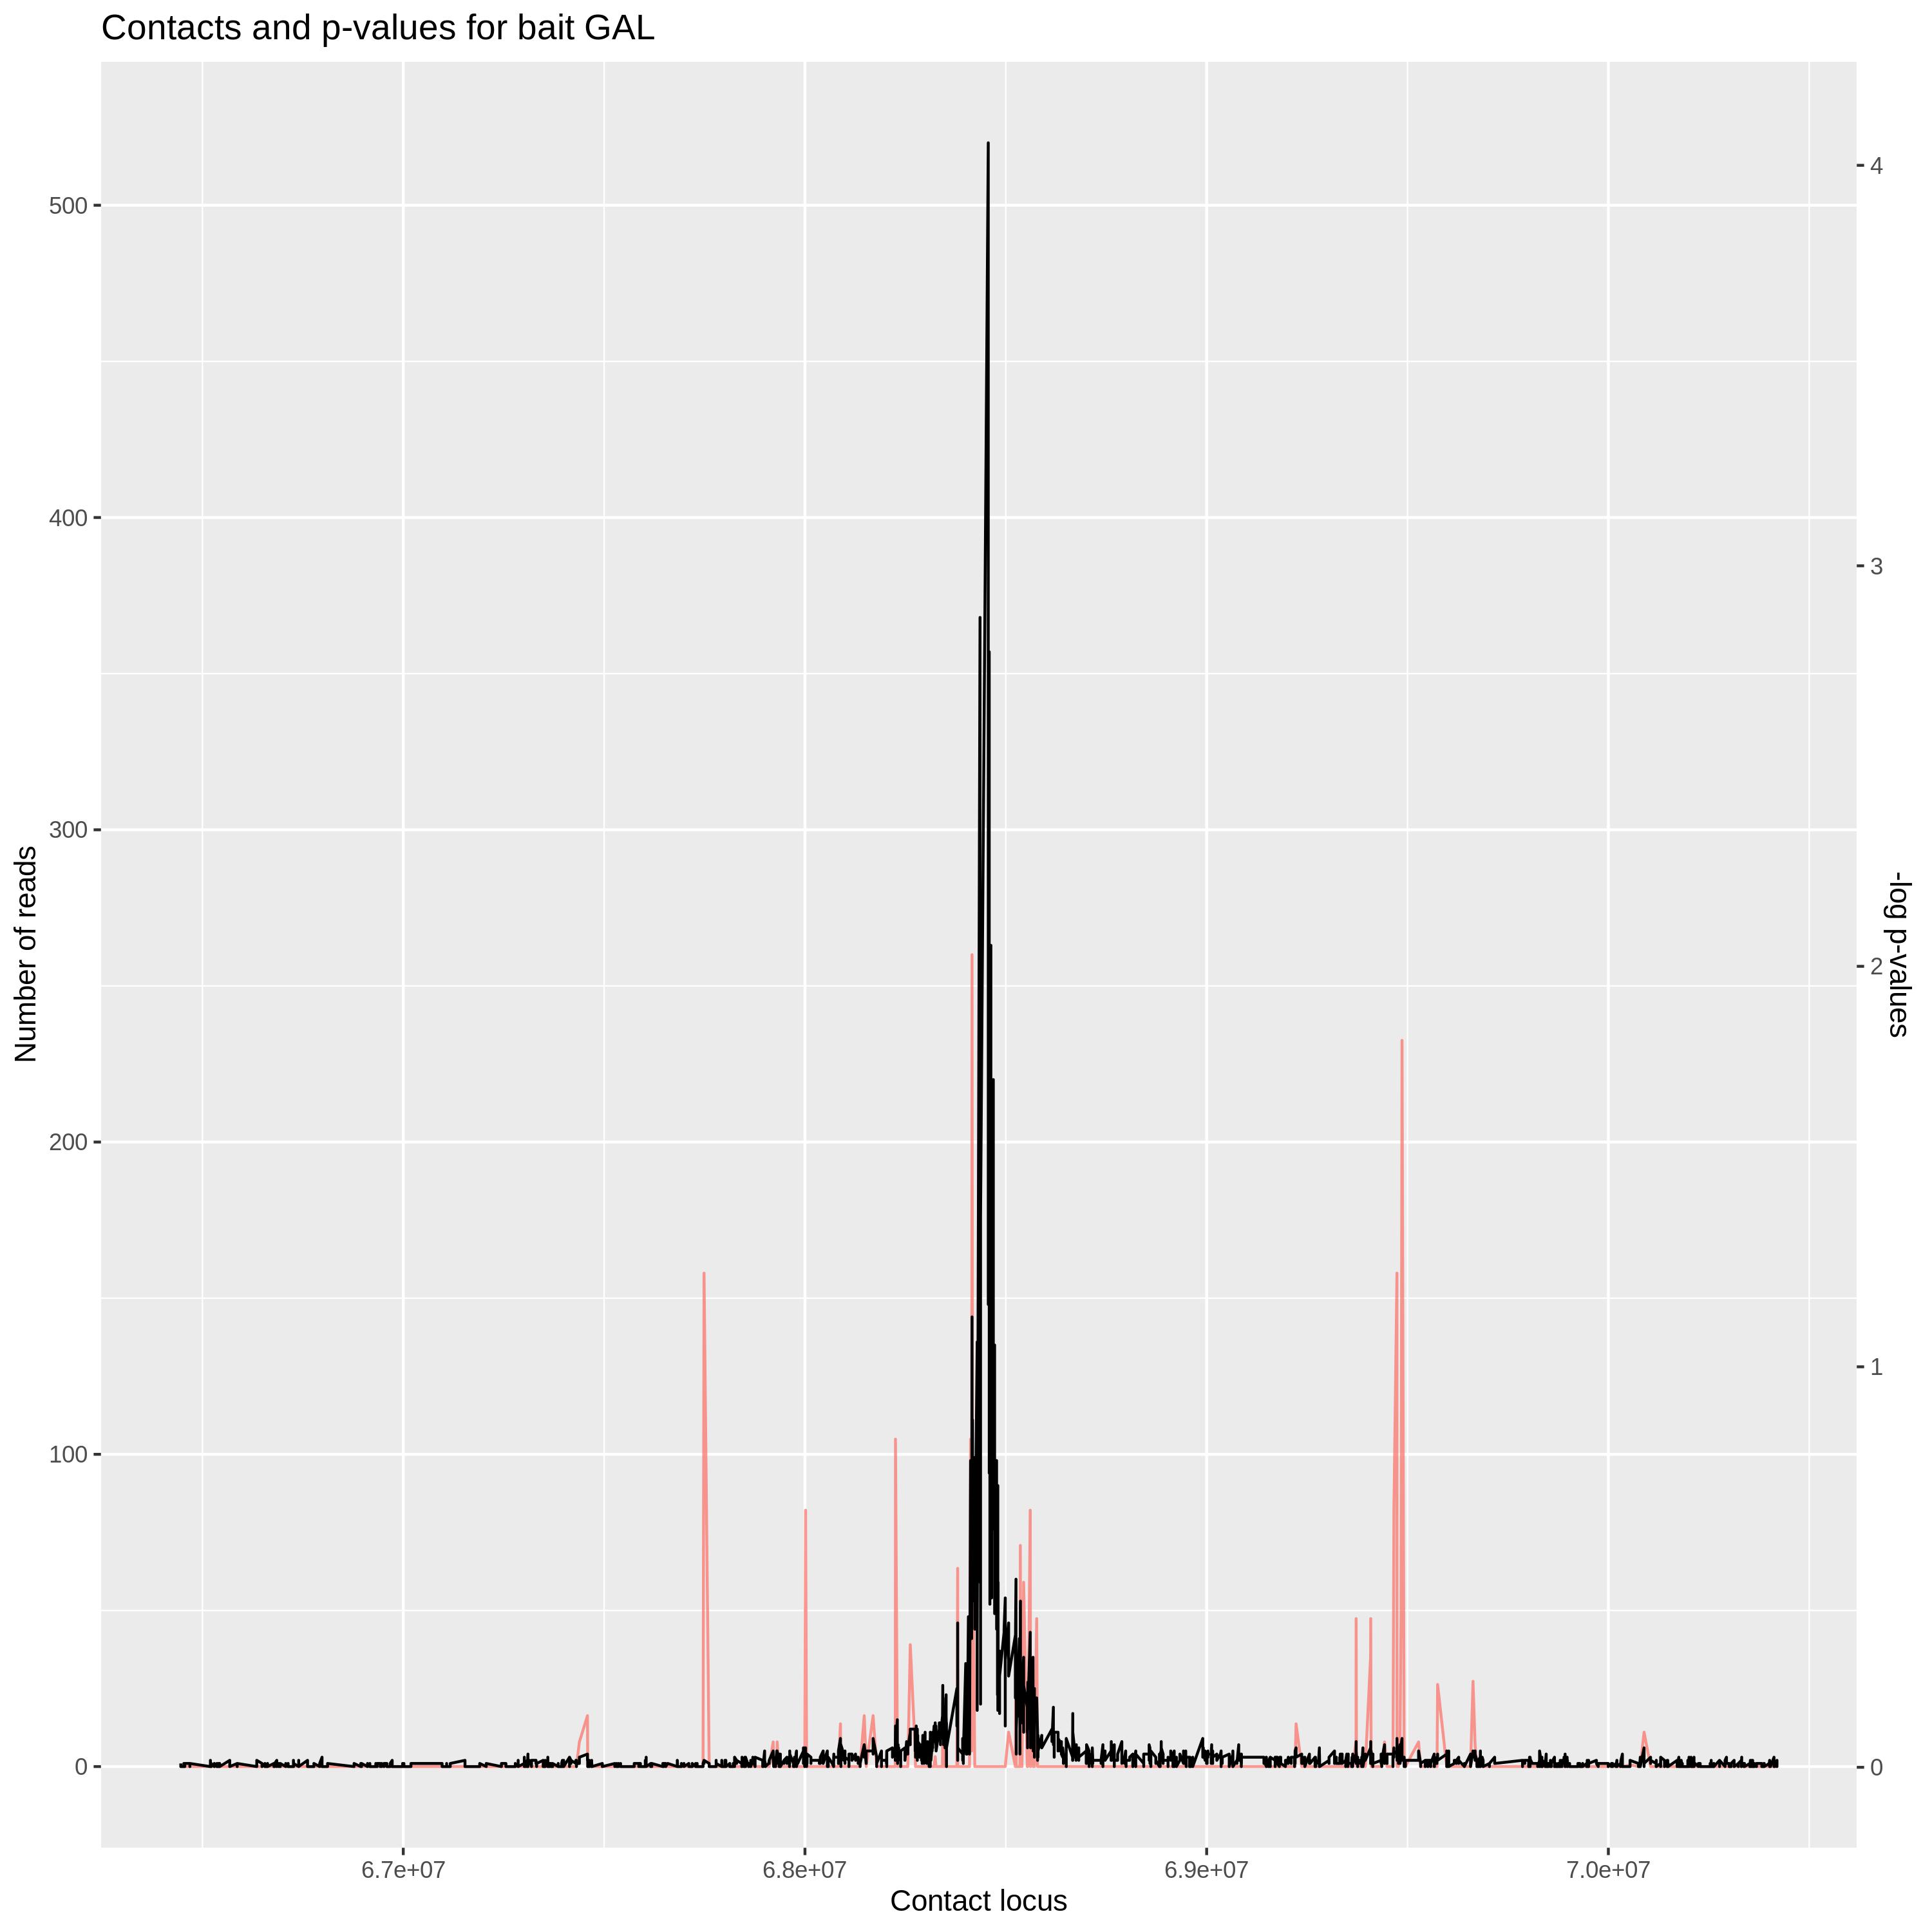 Contacts and p-values for bait GAL
500
400
300
200
100
0
Number of reads
4
3
2
1
0
-log p-values
6.7e+07
6.8e+07
6.9e+07
7.0e+07
Contact locus